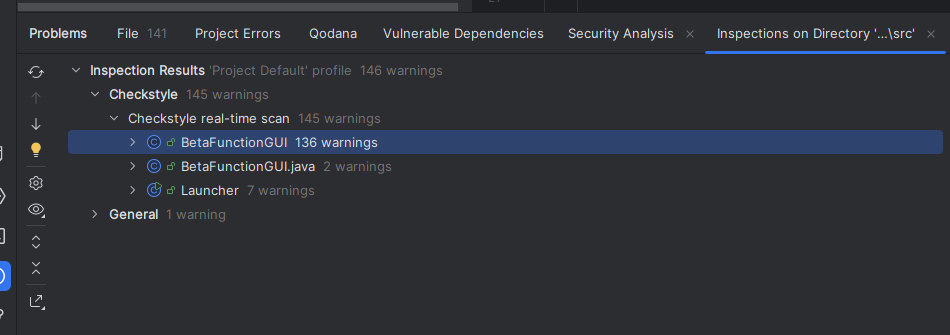 Problems File 141 Project Errors Qodana Vulnerable Dependencies Security Analysis Inspections on Directory '...\src'
Inspection Results 'Project Default' profile 146 warnings
Checkstyle 145 warnings
Checkstyle real-time scan 145 warnings
BetaFunctionGUI 136 warnings
BetaFunctionGUI.java 2 warnings
Launcher 7 warnings
General 1 warning